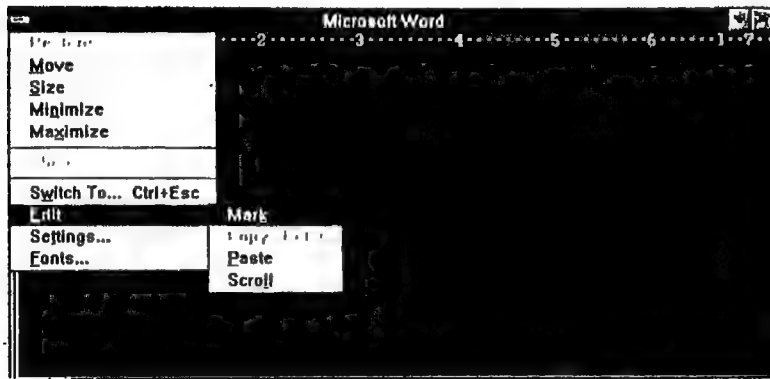 Microsoft Word
2 3 4 5 6 ] 7
Move
Size
Minimize
Maximize
Switch To... Ctrl+Esc
Edit Mark
Settings...
Fonts... Paste
Scroll